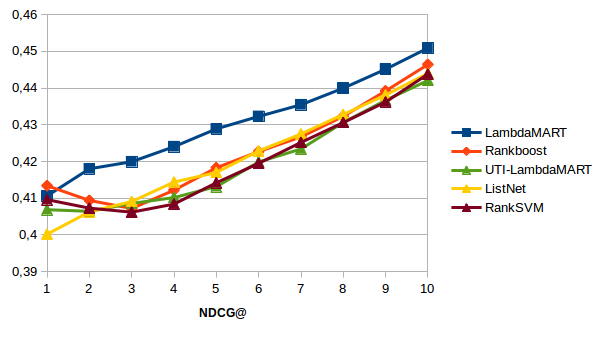 0,46
0,45
0,44
0,43
0,42
0,41
0,4
0,39
1 2 3 4 5 6 7 8 9 10
NDCG@
LambdaMART
Rankboost
UTI-LambdaMART
ListNet
RankSVM